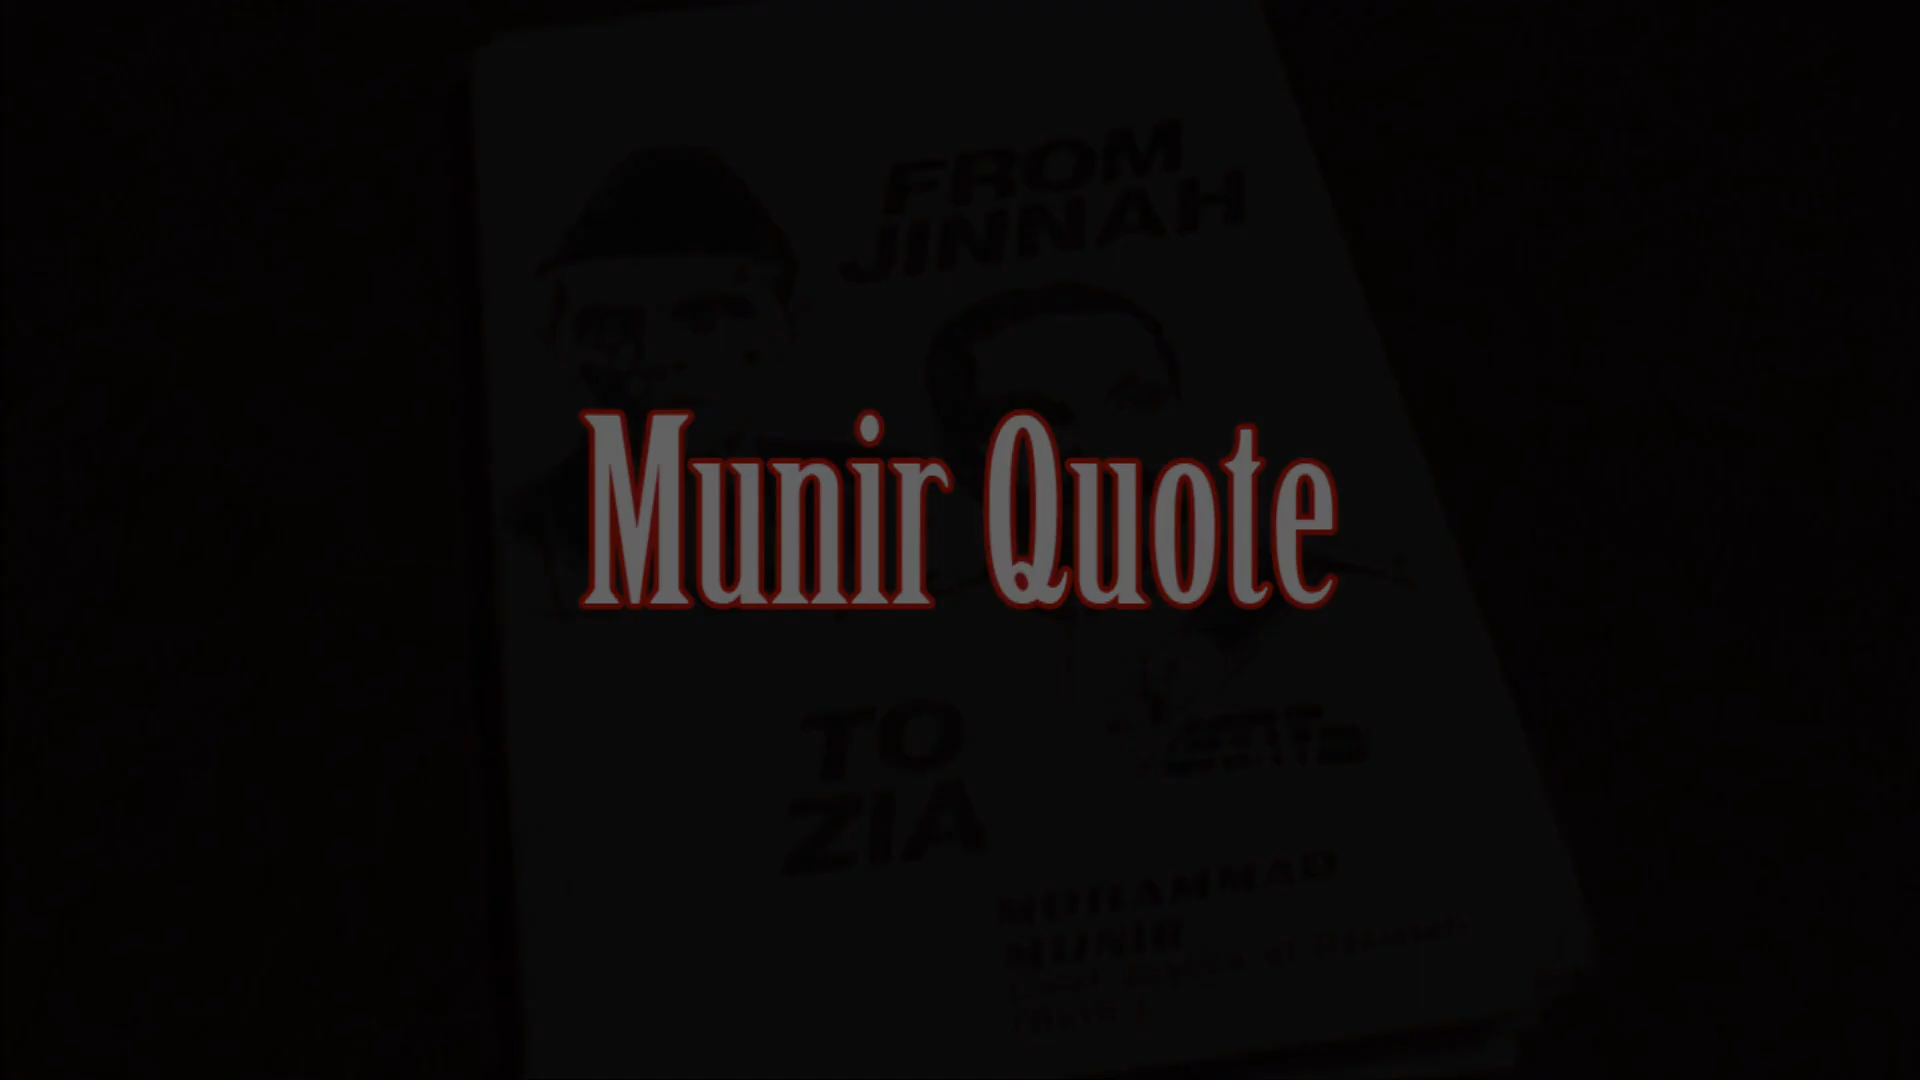 FROM
JINNAH
Munir Quote
TO
ZIA
MUHAMMAD
MUNIR